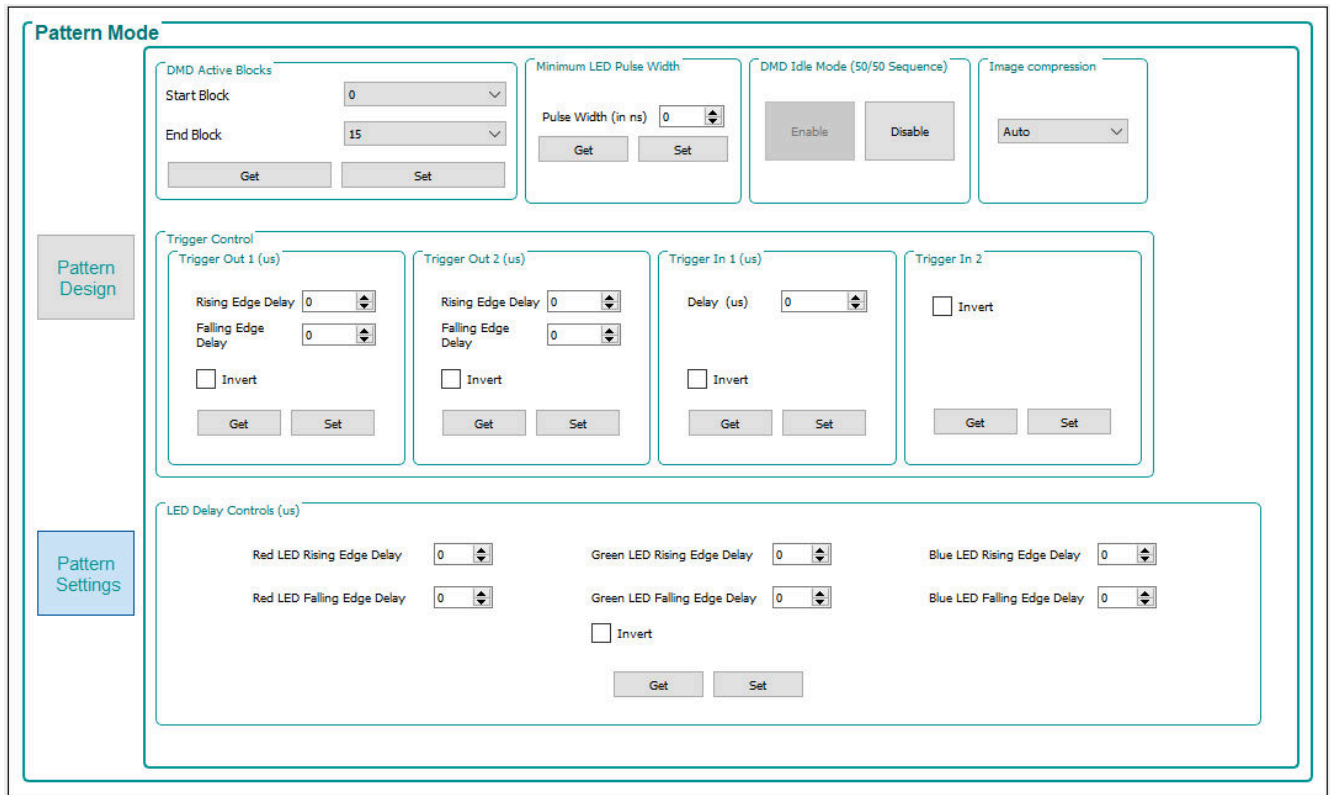 Pattern Mode
DMD Active Blocks
Start Block 0
End Block 15
Get Set
Minimum LED Pulse Width
Pulse Width (in ns) 0
Get Set
DMD Idle Mode (50/50 Sequence)
Enable Disable
Image compression
Auto
Pattern
Design
Pattern
Settings
Trigger Control
Trigger Out 1 (us)
Rising Edge Delay 0
Falling Edge
Delay 0
Invert
Get Set
Trigger Out 2 (us)
Rising Edge Delay 0
Falling Edge
Delay 0
Invert
Get Set
Trigger In 1 (us)
Delay (us) 0
Invert
Get Set
Trigger In 2
Invert
Get Set
LED Delay Controls (us)
Red LED Rising Edge Delay 0 Green LED Rising Edge Delay 0 Blue LED Rising Edge Delay 0
Red LED Falling Edge Delay 0 Green LED Falling Edge Delay 0 Blue LED Falling Edge Delay 0
Invert
Get Set